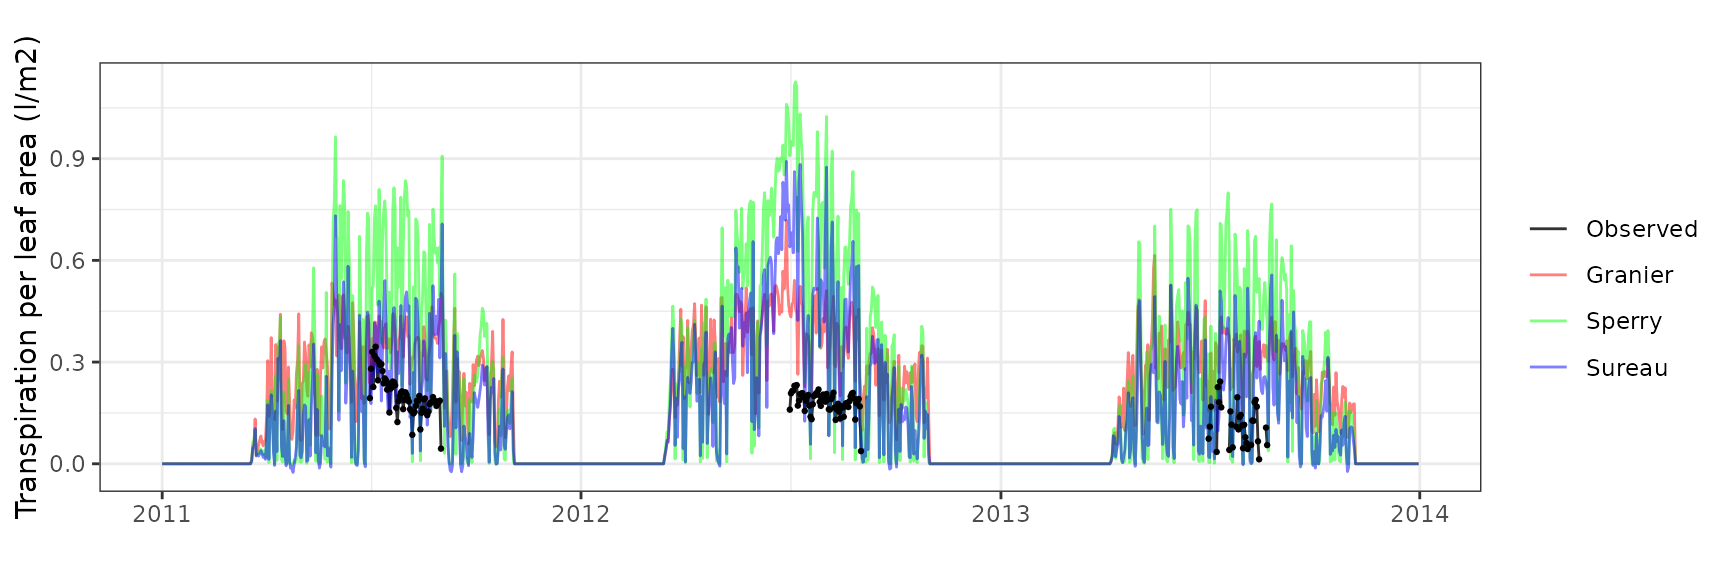 Transpiration per leaf area (l/m2)
0.9
0.6
0.3
0.0
2011
2012
2013
2014
Observed
Granier
Sperry
Sureau